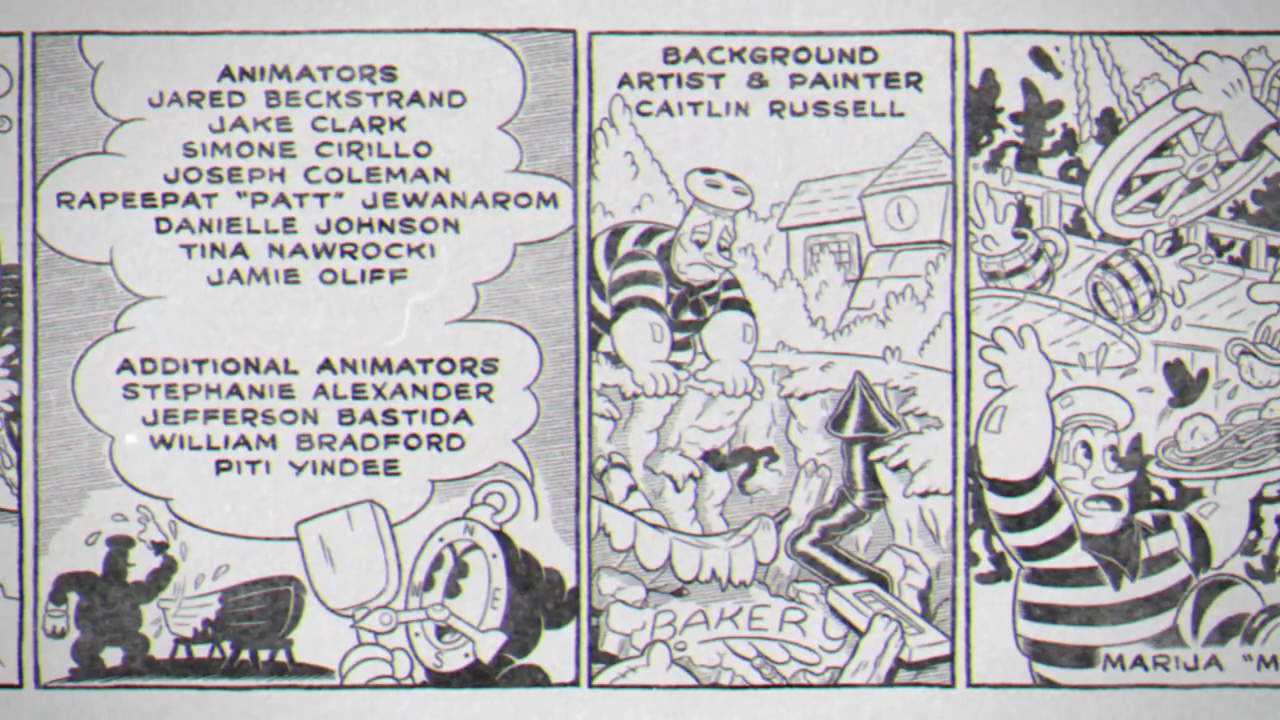 ANIMATORS
JARED BECKSTRAND
JAKE CLARK
SIMONE CIRILLO
JOSEPH COLEMAN
RAPEEPAT "PATT" JEWANAROM
DANIELLE JOHNSON
TINA NAWROCKI
JAMIE OLIFF
ADDITIONAL ANIMATORS
STEPHANIE ALEXANDER
JEFFERSON BASTIDA
WILLIAM BRADFORD
PITI YINDEE
N
E
S
W
BACKGROUND
ARTIST & PAINTER
CAITLIN RUSSELL
BAKERY
MARIJA "M